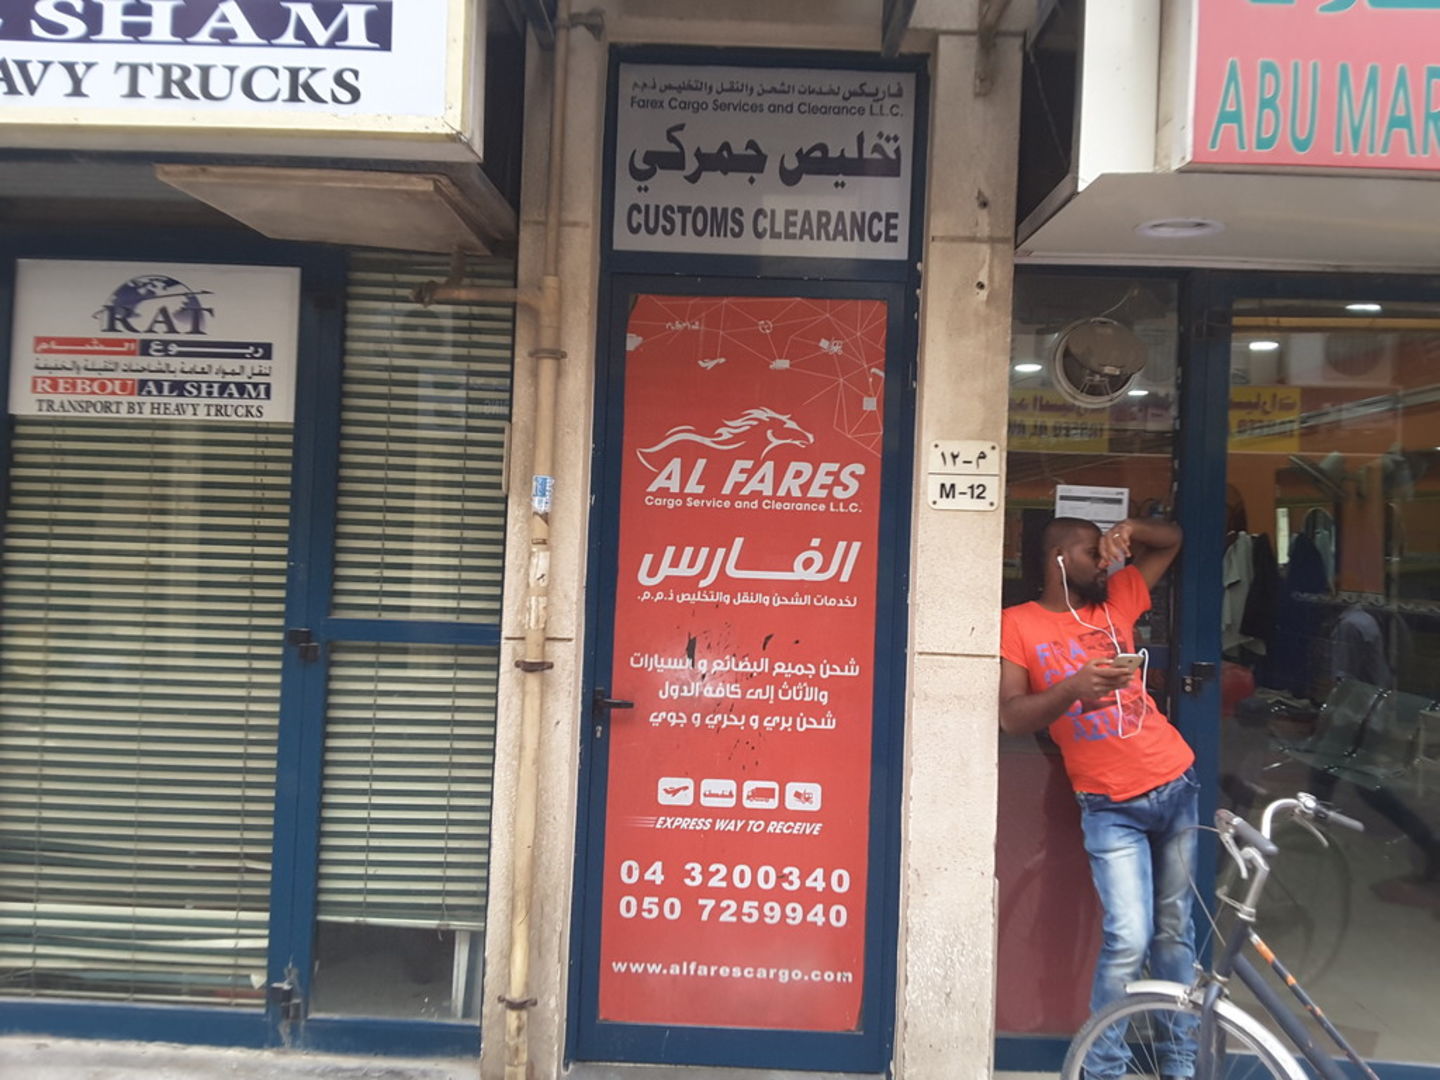 SHAM
AVY TRUCKS
RAT
ربوع الشام
لنقل المواد العامة بالشاحنات الثقيلة والخفيفة
REBOU AL SHAM
TRANSPORT BY HEAVY TRUCKS
فاريكس لخدمات الشحن والنقل والتخليص ذ.م.م
Farex Cargo Services and Clearance L.L.C.
تخليص جمركي
CUSTOMS CLEARANCE
AL FARES
Cargo Service and Clearance L.L.C.
الفارس
لخدمات الشحن والنقل والتخليص ذ.م.م.
شحن جميع البضائع و السيارات
والأثاث إلى كافة الدول
شحن بري و بحري و جوي
EXPRESS WAY TO RECEIVE
04 3200340
050 7259940
www.alfarescargo.com
م-١٢
M-12
ABU MAR